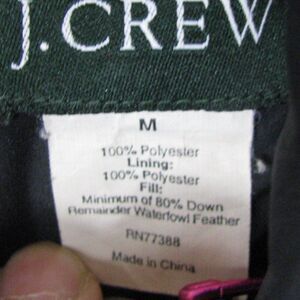 J.CREW
M
100% Polyester
Lining:
100% Polyester
Fill:
Minimum of 80% Down
Remainder Waterfowl Feather
RN77388
Made in China